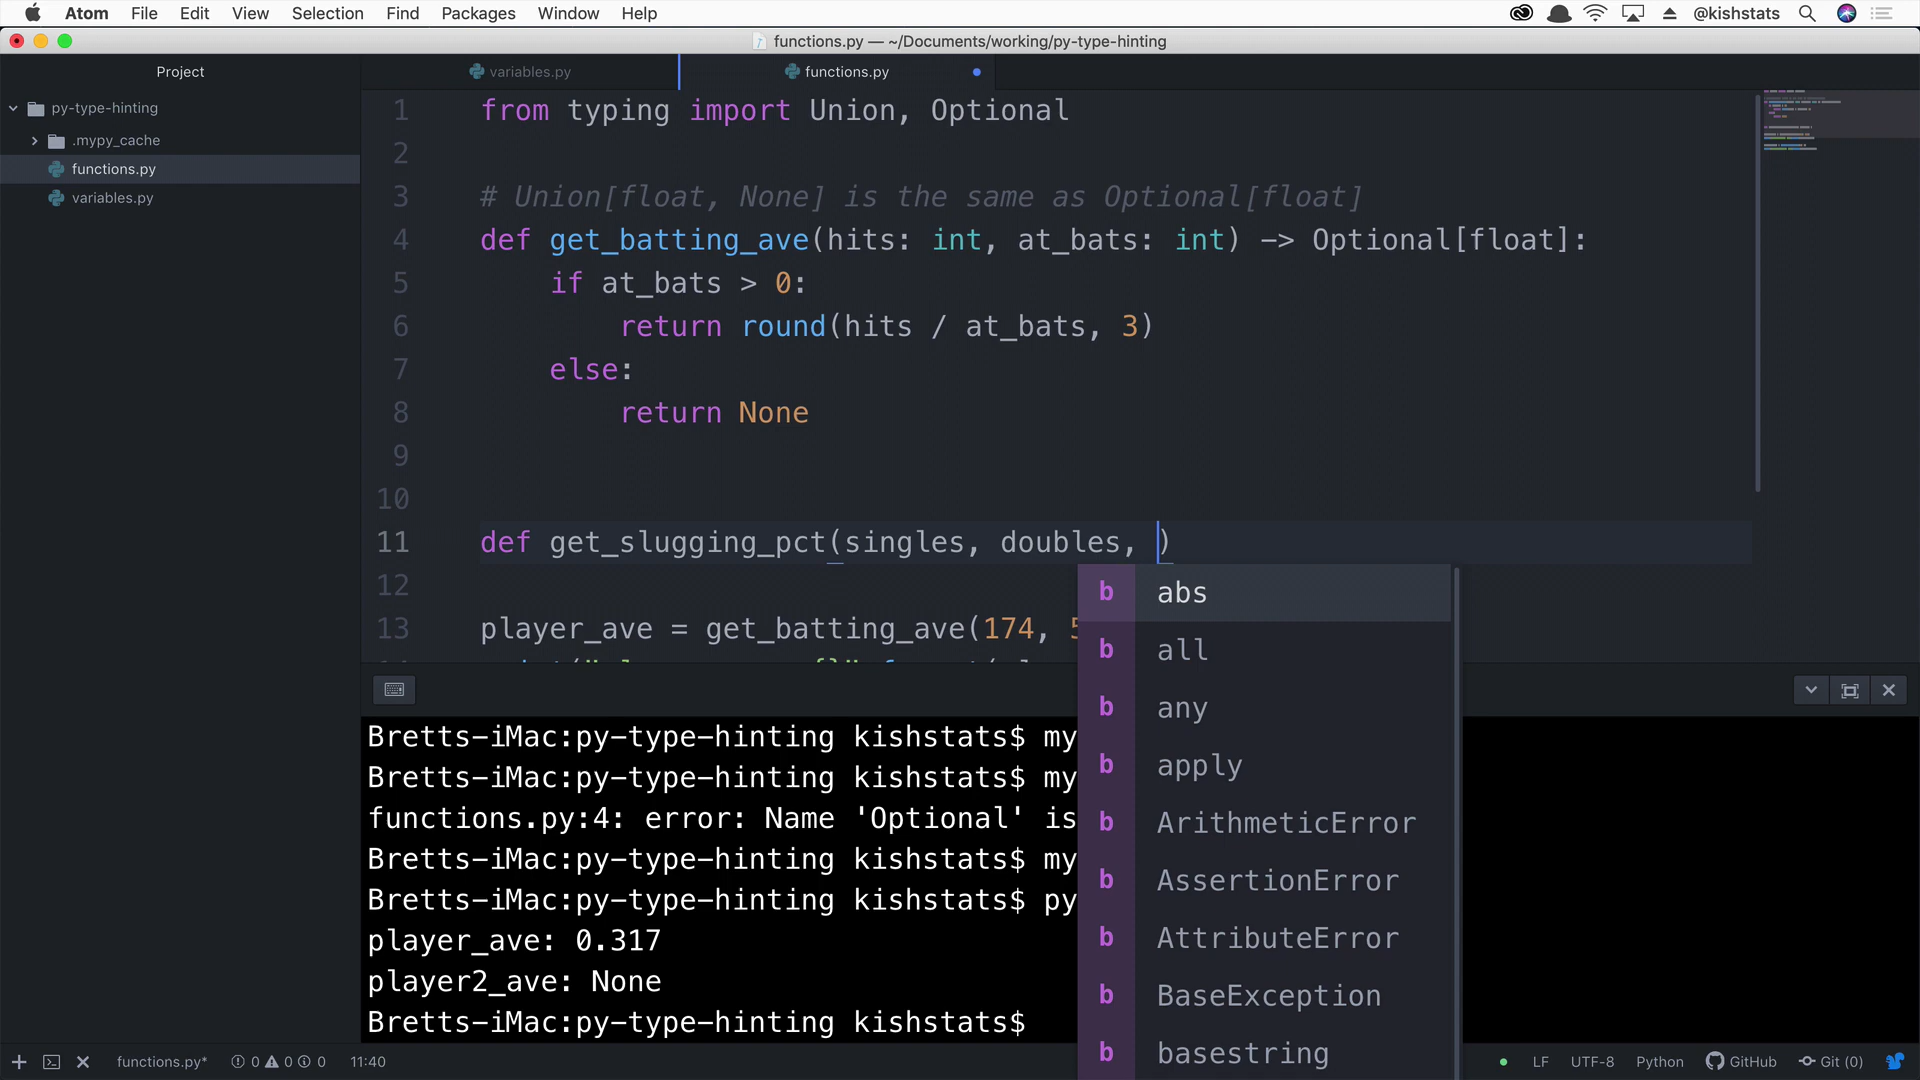 Atom File Edit View Selection Find Packages Window Help @kishstats
functions.py — ~/Documents/working/py-type-hinting
Project
variables.py
functions.py
py-type-hinting
.mypy_cache
functions.py
variables.py
1 from typing import Union, Optional
2
3 # Union[float, None] is the same as Optional[float]
4 def get_batting_ave(hits: int, at_bats: int) -> Optional[float]:
5 if at_bats > 0:
6 return round(hits / at_bats, 3)
7 else:
8 return None
9
10
11 def get_slugging_pct(singles, doubles, )
12
13 player_ave = get_batting_ave(174, 5
abs
all
any
apply
ArithmeticError
AssertionError
AttributeError
BaseException
basestring
Bretts-iMac:py-type-hinting kishstats$ my
Bretts-iMac:py-type-hinting kishstats$ my
functions.py:4: error: Name 'Optional' is
Bretts-iMac:py-type-hinting kishstats$ my
Bretts-iMac:py-type-hinting kishstats$ py
player_ave: 0.317
player2_ave: None
Bretts-iMac:py-type-hinting kishstats$
functions.py* 0 0 0 11:40 LF UTF-8 Python GitHub Git (0)